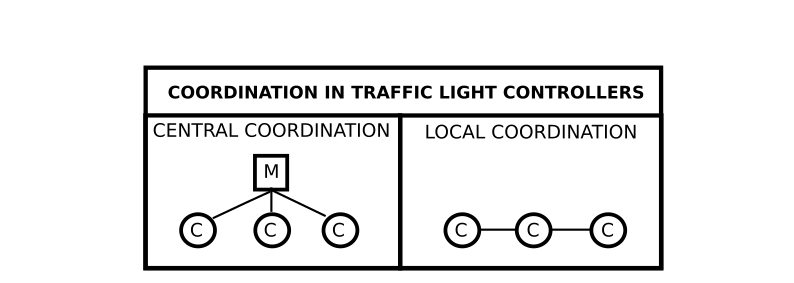 COORDINATION IN TRAFFIC LIGHT CONTROLLERS
CENTRAL COORDINATION
M
C C C
LOCAL COORDINATION
C C C